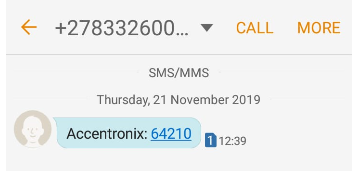 +278332600... CALL MORE
SMS/MMS
Thursday, 21 November 2019
Accentronix: 64210
1 12:39